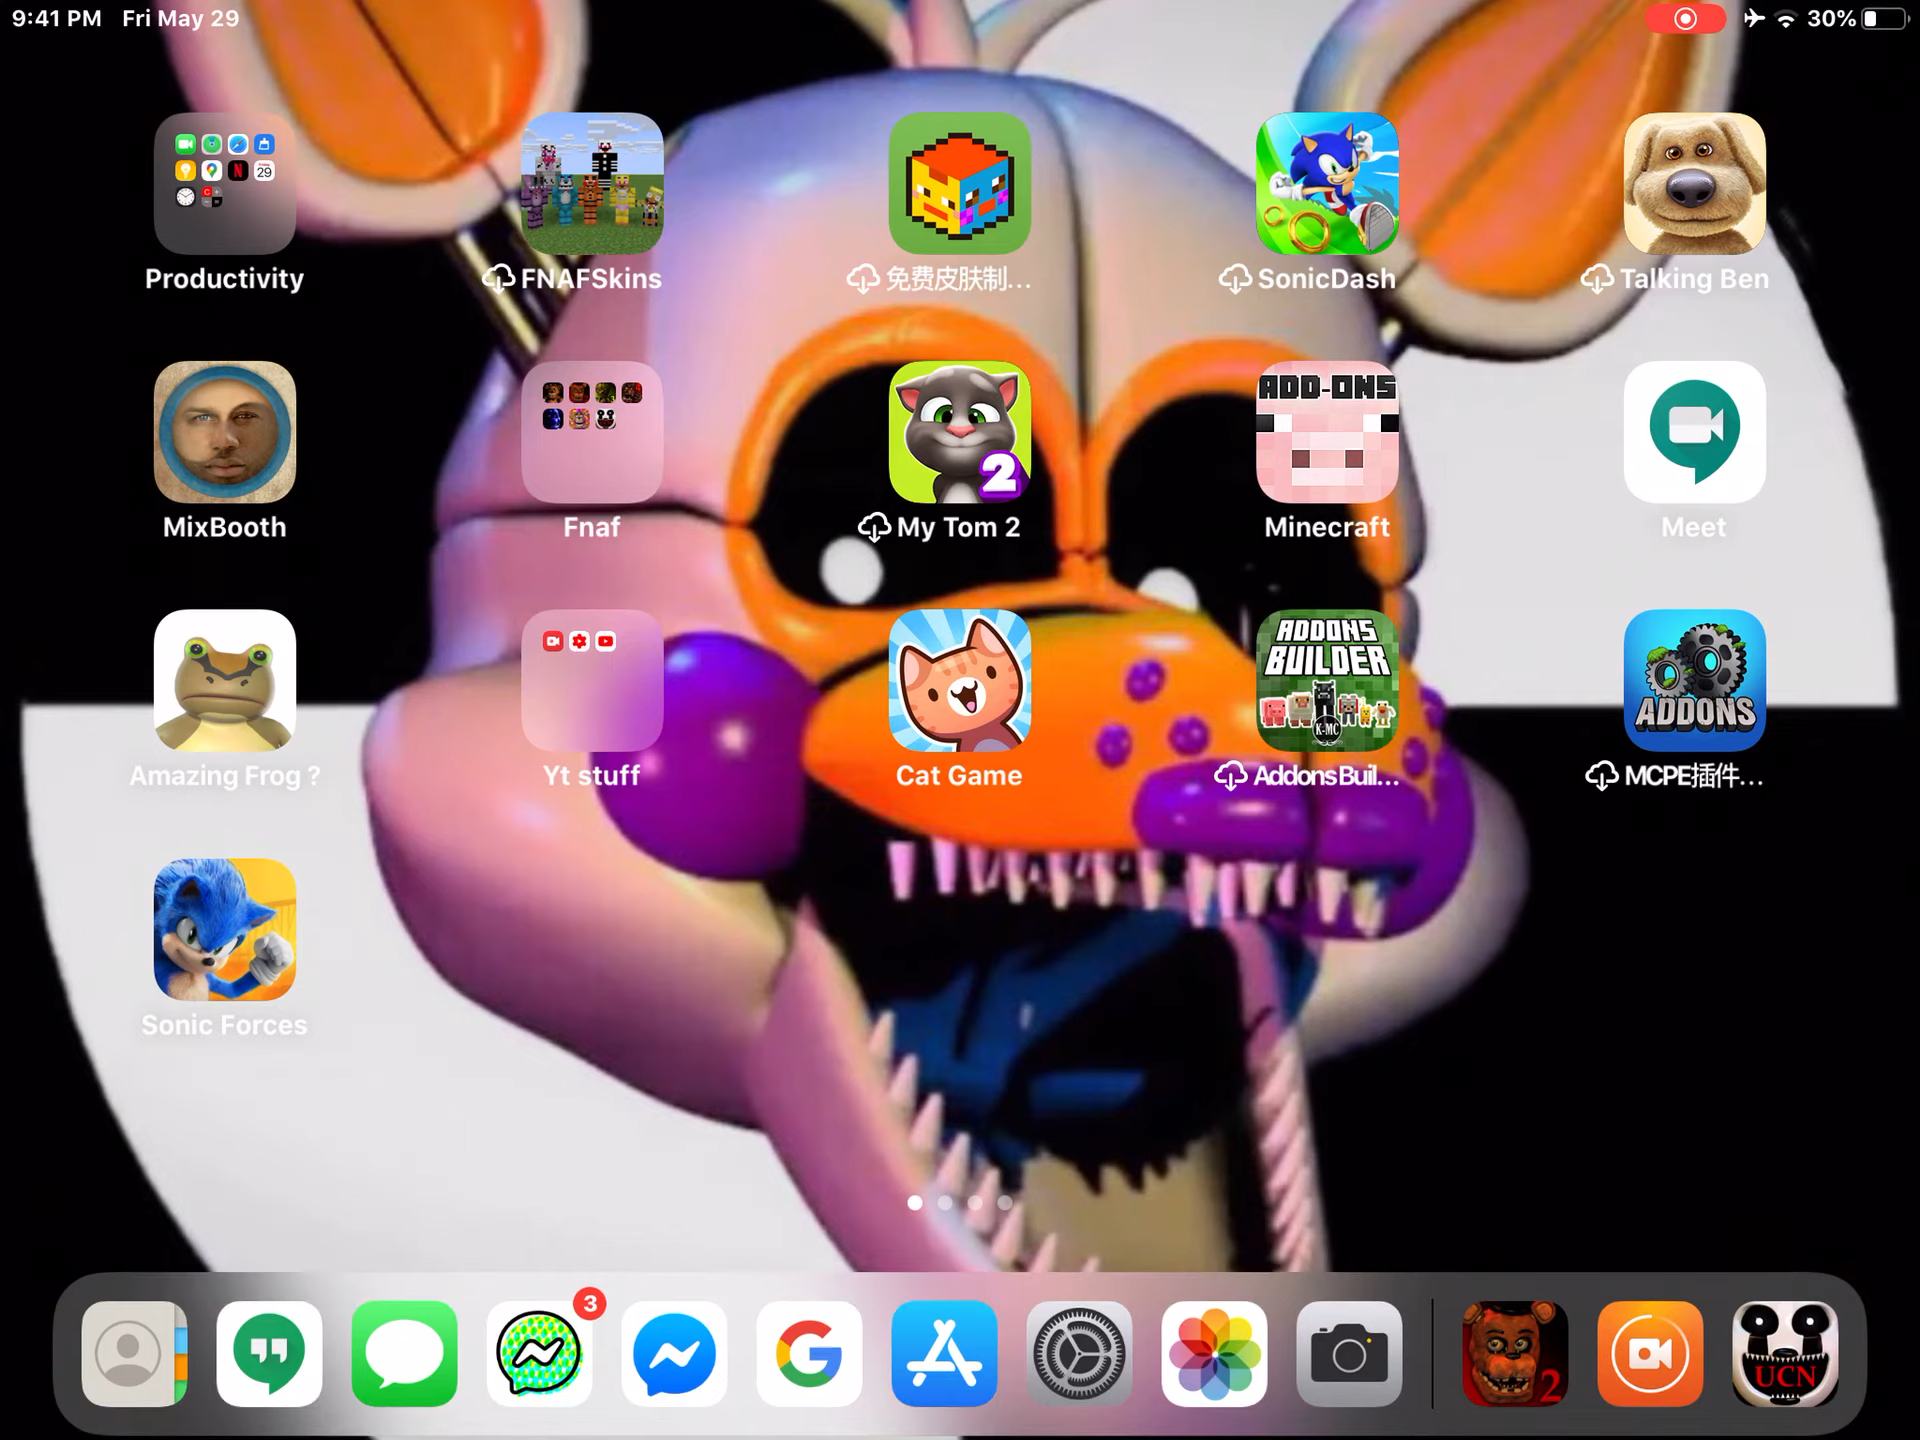 9:41 PM Fri May 29
30%
29
Productivity
FNAFSkins
免费皮肤制…
SonicDash
Talking Ben
ADD-ONS
2
MixBooth
Fnaf
My Tom 2
Minecraft
Meet
ADDONS
BUILDER
K-MC
ADDONS
Amazing Frog ?
Yt stuff
Cat Game
AddonsBuil…
MCPE插件…
Sonic Forces
3
2
UCN